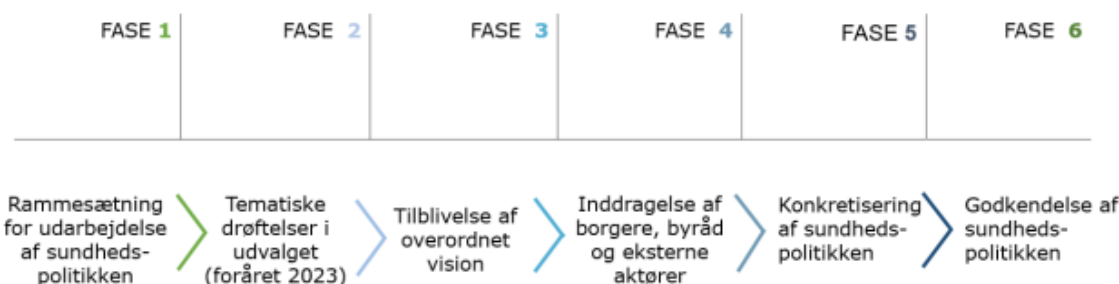 FASE 1
FASE 2
FASE 3
FASE 4
FASE 5
FASE 6
Rammesætning
for udarbejdelse
af sundheds-
politikken
Tematiske
drøftelser i
udvalget
(foråret 2023)
Tilblivelse af
overordnet
vision
Inddragelse af
borgere, byråd
og eksterne
aktører
Konkretisering
af sundheds-
politikken
Godkendelse af
sundheds-
politikken